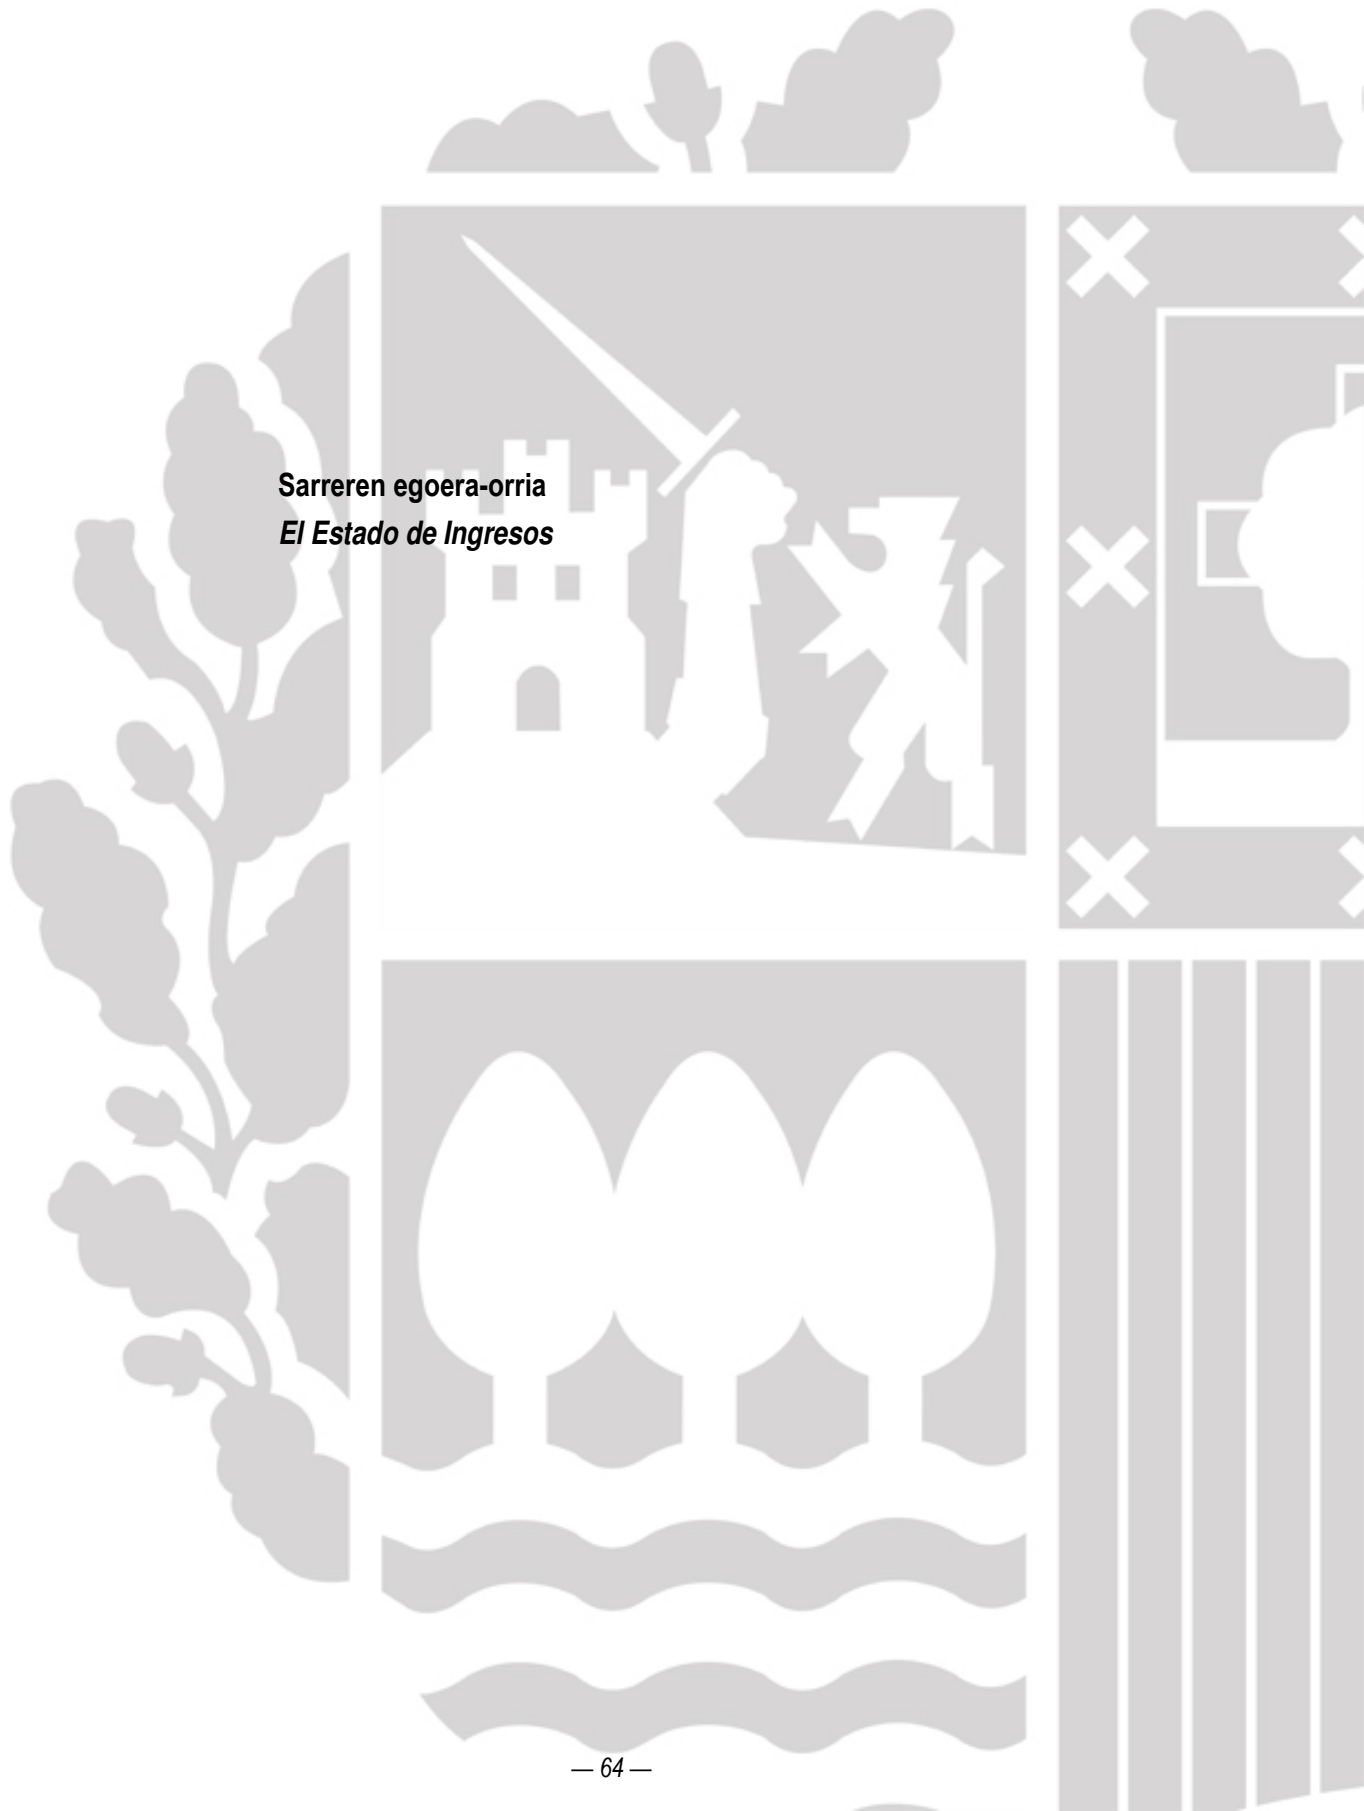 Sarreren egoera-orria
El Estado de Ingresos
— 64 —